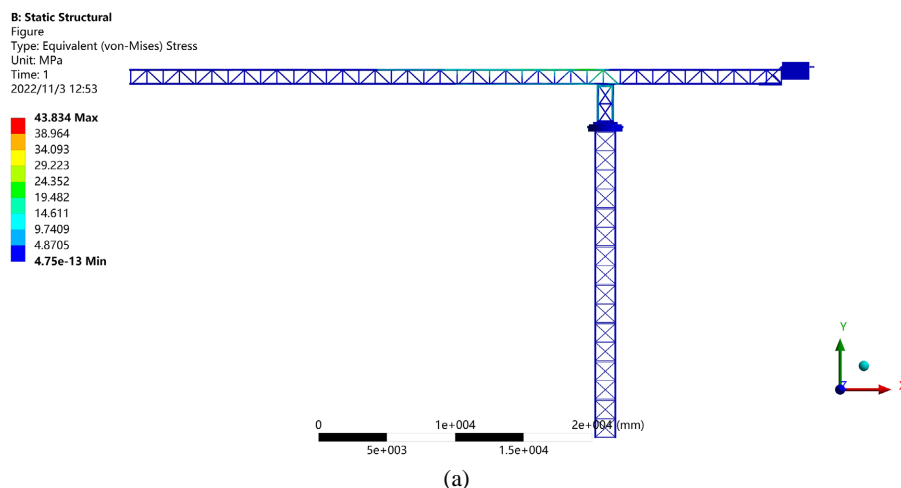 B: Static Structural
Figure
Type: Equivalent (von-Mises) Stress
Unit: MPa
Time: 1
2022/11/3 12:53
43.834 Max
38.964
34.093
29.223
24.352
19.482
14.611
9.7409
4.8705
4.75e-13 Min
Y
Z
X
0 1e+004 2e+004 (mm)
5e+003 1.5e+004
(a)